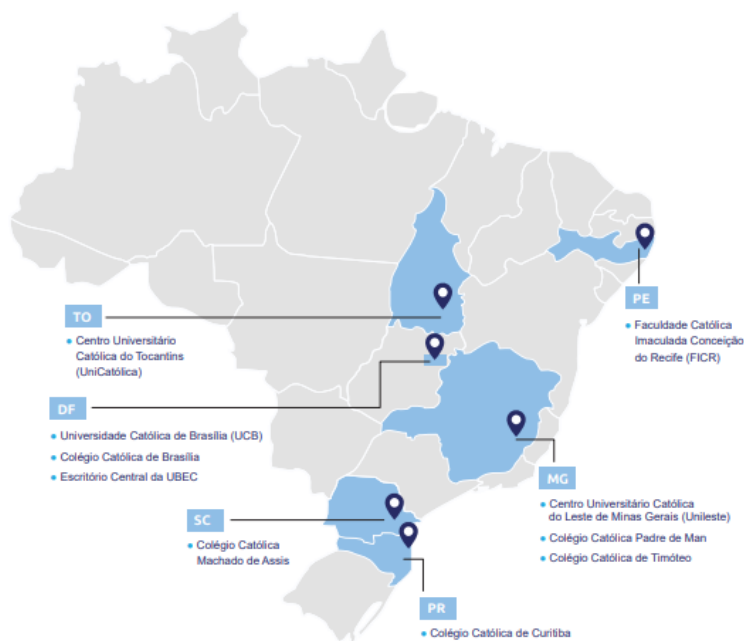 PE
• Faculdade Católica
Imaculada Conceição
do Recife (FICR)
TO
• Centro Universitário
Católica do Tocantins
(UniCatólica)
DF
• Universidade Católica de Brasília (UCB)
• Colégio Católica de Brasília
• Escritório Central da UBEC
MG
• Centro Universitário Católica
do Leste de Minas Gerais (Unileste)
• Colégio Católica Padre de Man
• Colégio Católica de Timóteo
SC
• Colégio Católica
Machado de Assis
PR
• Colégio Católica de Curitiba